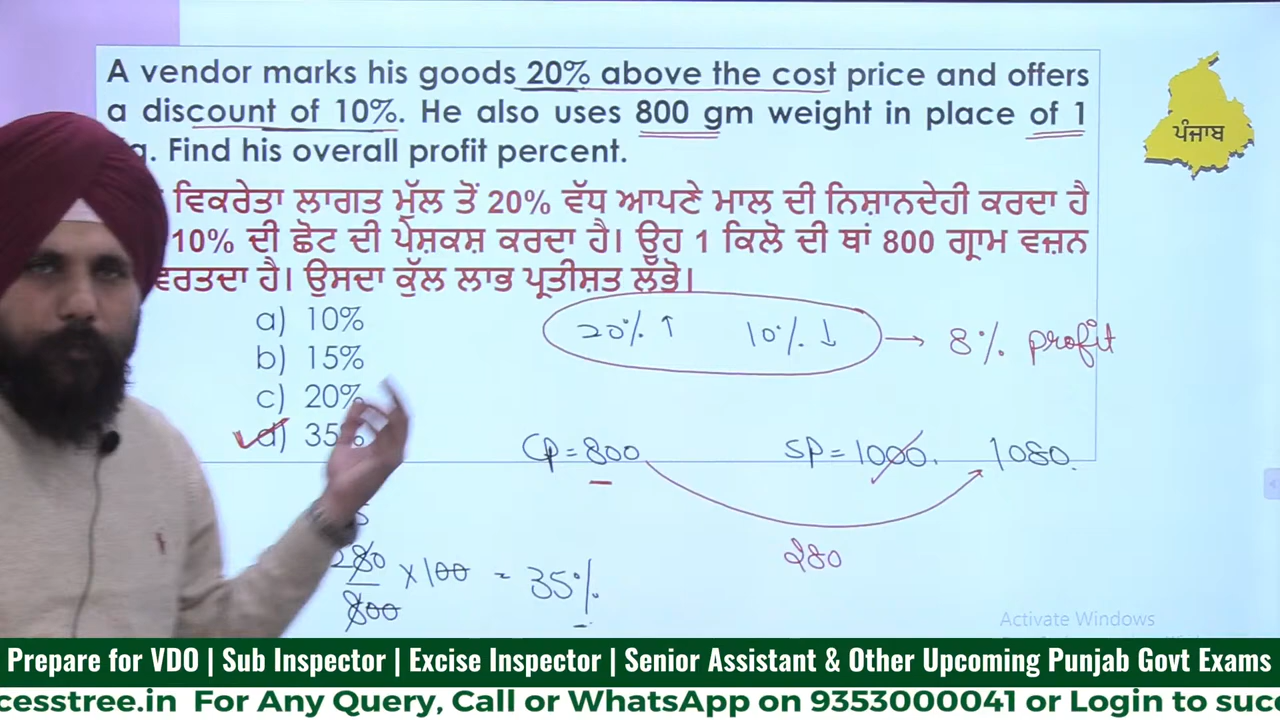 A vendor marks his goods 20% above the cost price and offers
a discount of 10%. He also uses 800 gm weight in place of 1
g. Find his overall profit percent.
ਪੰਜਾਬ
ਵਿਕਰੇਤਾ ਲਾਗਤ ਮੁੱਲ ਤੋਂ 20% ਵੱਧ ਆਪਣੇ ਮਾਲ ਦੀ ਨਿਸ਼ਾਨਦੇਹੀ ਕਰਦਾ ਹੈ
10% ਦੀ ਛੋਟ ਦੀ ਪੇਸ਼ਕਸ਼ ਕਰਦਾ ਹੈ। ਉਹ 1 ਕਿਲੋ ਦੀ ਥਾਂ 800 ਗ੍ਰਾਮ ਵਜ਼ਨ
ਵਰਤਦਾ ਹੈ। ਉਸਦਾ ਕੁੱਲ ਲਾਭ ਪ੍ਰਤੀਸ਼ਤ ਲੱਭੋ।
a) 10%
b) 15%
c) 20%
d) 35%
20% ↑ 10% ↓ → 8% profit
CP = 800 SP = 1000. 1080.
280
280/800 × 100 = 35%
Activate Windows
Prepare for VDO | Sub Inspector | Excise Inspector | Senior Assistant & Other Upcoming Punjab Govt Exams
cesstree.in For Any Query, Call or WhatsApp on 9353000041 or Login to succ